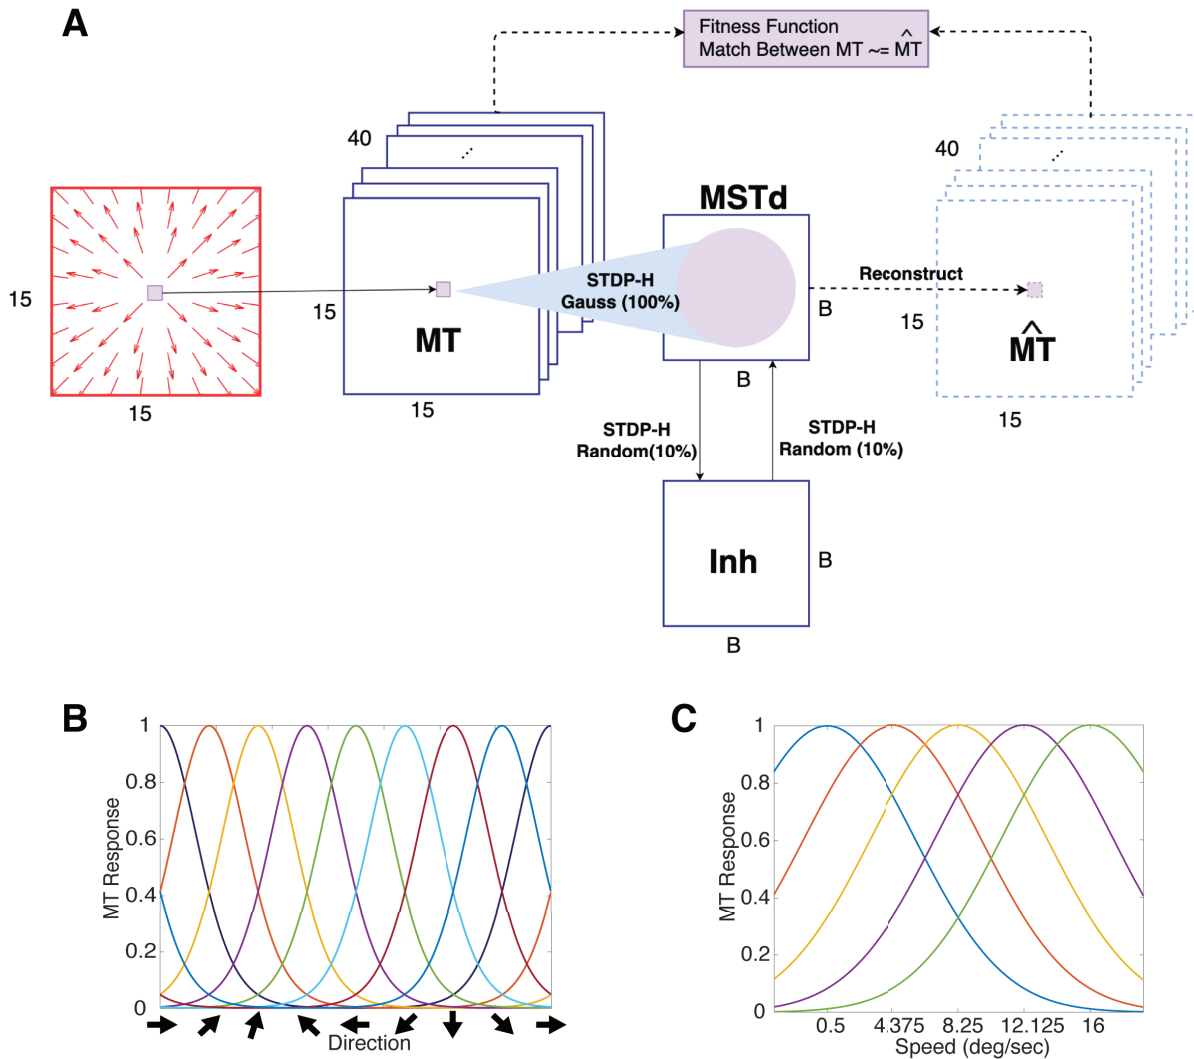 A
Fitness Function
Match Between MT ~= M̂T
40
40
MSTd
STDP-H
Gauss (100%)
Reconstruct
15
15
B
15
MT
M̂T
15
15
B
15
STDP-H
Random(10%)
STDP-H
Random (10%)
Inh
B
B
B
MT Response
1
0.8
0.6
0.4
0.2
0
Direction
C
MT Response
1
0.8
0.6
0.4
0.2
0
0.5 4.375 8.25 12.125 16
Speed (deg/sec)